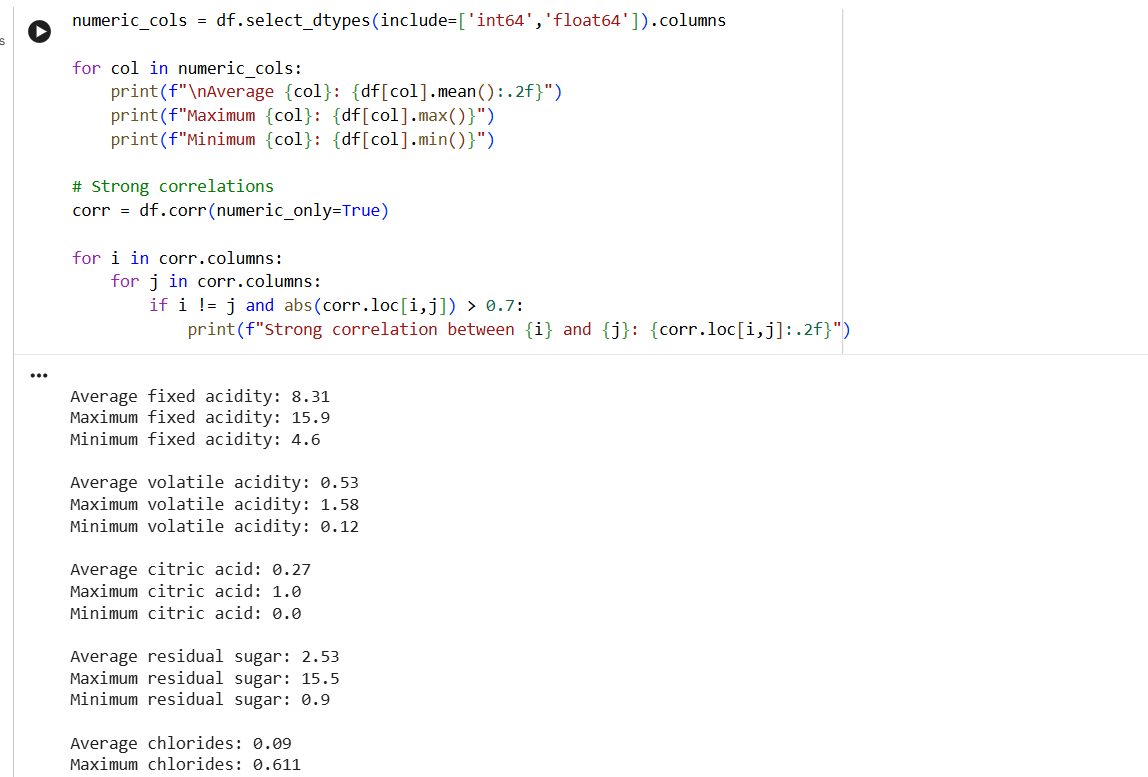 numeric_cols = df.select_dtypes(include=['int64','float64']).columns
for col in numeric_cols:
    print(f"\nAverage {col}: {df[col].mean():.2f}")
    print(f"Maximum {col}: {df[col].max()}")
    print(f"Minimum {col}: {df[col].min()}")
# Strong correlations
corr = df.corr(numeric_only=True)
for i in corr.columns:
    for j in corr.columns:
        if i != j and abs(corr.loc[i,j]) > 0.7:
            print(f"Strong correlation between {i} and {j}: {corr.loc[i,j]:.2f}")
s
Average fixed acidity: 8.31
Maximum fixed acidity: 15.9
Minimum fixed acidity: 4.6
Average volatile acidity: 0.53
Maximum volatile acidity: 1.58
Minimum volatile acidity: 0.12
Average citric acid: 0.27
Maximum citric acid: 1.0
Minimum citric acid: 0.0
Average residual sugar: 2.53
Maximum residual sugar: 15.5
Minimum residual sugar: 0.9
Average chlorides: 0.09
Maximum chlorides: 0.611